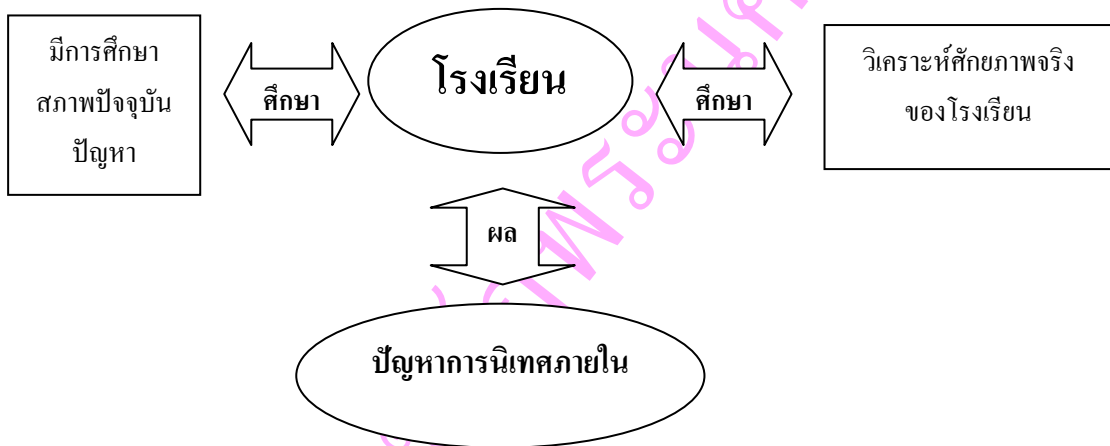 มีการศึกษา
สภาพปัจจุบัน
ปัญหา
ศึกษา
โรงเรียน
ศึกษา
วิเคราะห์ศักยภาพจริง
ของโรงเรียน
ผล
ปัญหาการนิเทศภายใน